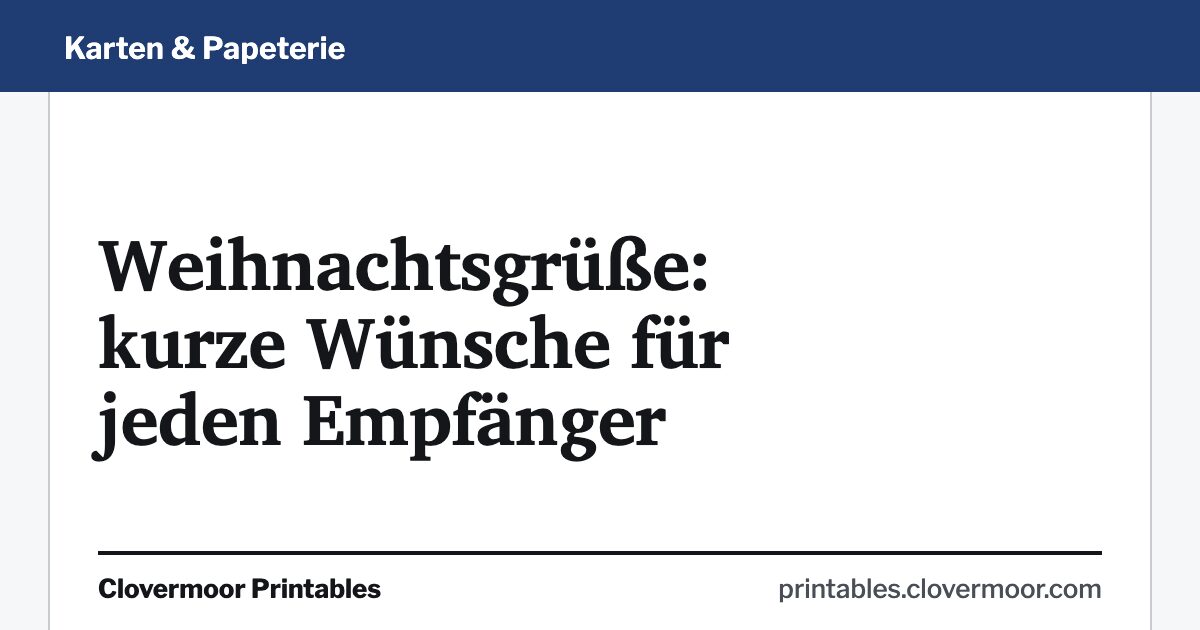 Karten & Papeterie
Weihnachtsgrüße:
kurze Wünsche für
jeden Empfänger
Clovermoor Printables
printables.clovermoor.com